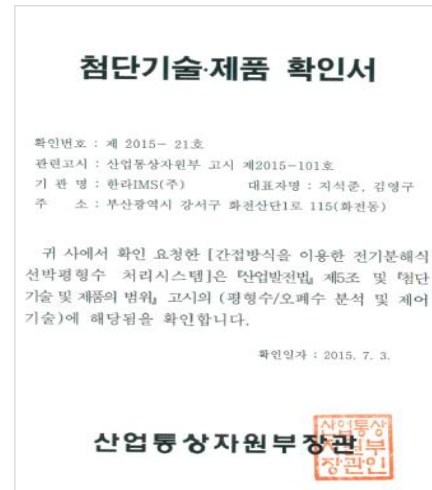 첨단기술·제품 확인서
확인번호 : 제 2015- 21호
관련고시 : 산업통상자원부 고시 제2015-101호
기 관 명 : 한라IMS(주) 대표자명 : 지석준, 김영구
주 소 : 부산광역시 강서구 화전산단1로 115(화전동)
귀 사에서 확인 요청한 [간접방식을 이용한 전기분해식
선박평형수 처리시스템]은 『산업발전법』 제5조 및 『첨단
기술 및 제품의 범위』 고시의 (평형수/오폐수 분석 및 제어
기술)에 해당됨을 확인합니다.
확인일자 : 2015. 7. 3.
산업통상자원부장관
산업통상
자원부
장관인